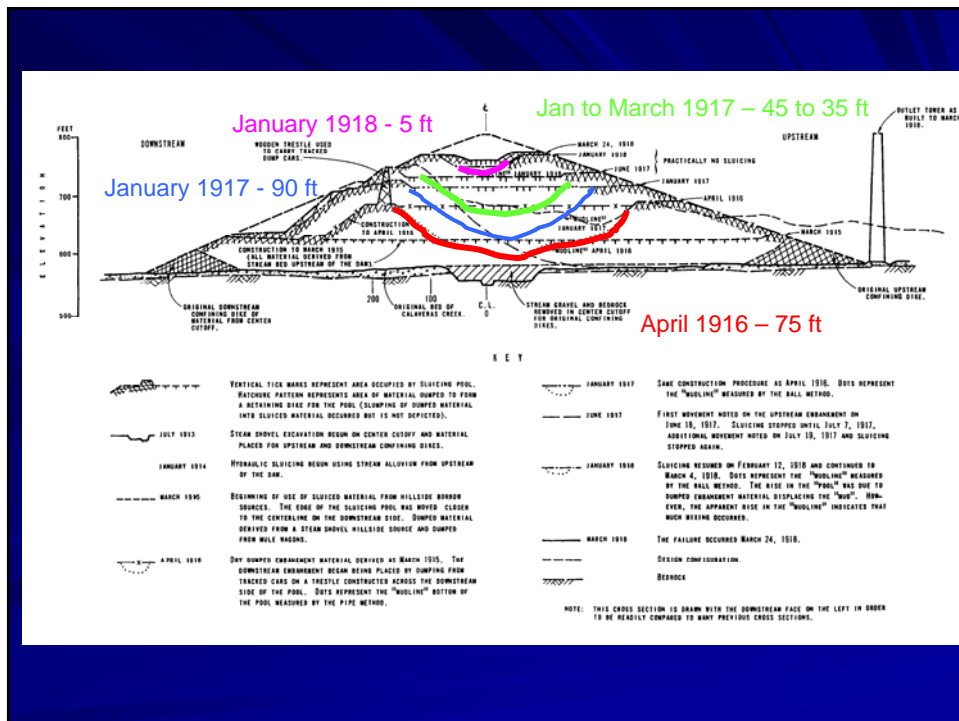 Jan to March 1917 – 45 to 35 ft
January 1918 - 5 ft
January 1917 - 90 ft
April 1916 – 75 ft
FEET
800
700
600
500
ELEVATION
DOWNSTREAM
WOODEN TRESTLE USED
TO CARRY TRACKED
DUMP CARS.
℄
MARCH 24, 1918
JANUARY 1918
JUNE 1917
PRACTICALLY NO SLUICING
JANUARY 1917
APRIL 1916
UPSTREAM
OUTLET TOWER AS
BUILT TO MARCH
1918.
JANUARY 1918
"MUDLINE"
JANUARY 1917
MARCH 1915
CONSTRUCTION
TO APRIL 1916
CONSTRUCTION TO MARCH 1915
(ALL MATERIAL DERIVED FROM
STREAM BED UPSTREAM OF THE DAM)
"MUDLINE" APRIL 1916
ORIGINAL DOWNSTREAM
CONFINING DIKE OF
MATERIAL FROM CENTER
CUTOFF.
200
ORIGINAL BED OF
CALAVERAS CREEK.
100
C.L.
0
STREAM GRAVEL AND BEDROCK
REMOVED IN CENTER CUTOFF
FOR ORIGINAL CONFINING
DIKES.
ORIGINAL UPSTREAM
CONFINING DIKE.
KEY
VERTICAL TICK MARKS REPRESENT AREA OCCUPIED BY SLUICING POOL.
HATCHURE PATTERN REPRESENTS AREA OF MATERIAL DUMPED TO FORM
A RETAINING DIKE FOR THE POOL (SLUMPING OF DUMPED MATERIAL
INTO SLUICED MATERIAL OCCURRED BUT IS NOT DEPICTED).
JULY 1913
STEAM SHOVEL EXCAVATION BEGUN ON CENTER CUTOFF AND MATERIAL
PLACED FOR UPSTREAM AND DOWNSTREAM CONFINING DIKES.
JANUARY 1914
HYDRAULIC SLUICING BEGUN USING STREAM ALLUVIUM FROM UPSTREAM
OF THE DAM.
MARCH 1915
BEGINNING OF USE OF SLUICED MATERIAL FROM HILLSIDE BORROW
SOURCES. THE EDGE OF THE SLUICING POOL WAS MOVED CLOSER
TO THE CENTERLINE ON THE DOWNSTREAM SIDE. DUMPED MATERIAL
DERIVED FROM A STEAM SHOVEL HILLSIDE SOURCE AND DUMPED
FROM MULE WAGONS.
APRIL 1916
DRY DUMPED EMBANKMENT MATERIAL DERIVED AS MARCH 1915. THE
DOWNSTREAM EMBANKMENT BEGAN BEING PLACED BY DUMPING FROM
TRACKED CARS ON A TRESTLE CONSTRUCTED ACROSS THE DOWNSTREAM
SIDE OF THE POOL. DOTS REPRESENT THE "MUDLINE" BOTTOM OF
THE POOL MEASURED BY THE PIPE METHOD.
JANUARY 1917
SAME CONSTRUCTION PROCEDURE AS APRIL 1916. DOTS REPRESENT
THE "MUDLINE" MEASURED BY THE BALL METHOD.
JUNE 1917
FIRST MOVEMENT NOTED ON THE UPSTREAM EMBANKMENT ON
JUNE 18, 1917. SLUICING STOPPED UNTIL JULY 7, 1917.
ADDITIONAL MOVEMENT NOTED ON JULY 19, 1917 AND SLUICING
STOPPED AGAIN.
JANUARY 1918
SLUICING RESUMED ON FEBRUARY 12, 1918 AND CONTINUED TO
MARCH 4, 1918. DOTS REPRESENT THE "MUDLINE" MEASURED
BY THE BALL METHOD. THE RISE IN THE "POOL" WAS DUE TO
DUMPED EMBANKMENT MATERIAL DISPLACING THE "MUD". HOW-
EVER, THE APPARENT RISE IN THE "MUDLINE" INDICATES THAT
MUCH MIXING OCCURRED.
MARCH 1918
THE FAILURE OCCURRED MARCH 24, 1918.
DESIGN CONFIGURATION.
BEDROCK
NOTE: THIS CROSS SECTION IS DRAWN WITH THE DOWNSTREAM FACE ON THE LEFT IN ORDER
TO BE READILY COMPARED TO MANY PREVIOUS CROSS SECTIONS.